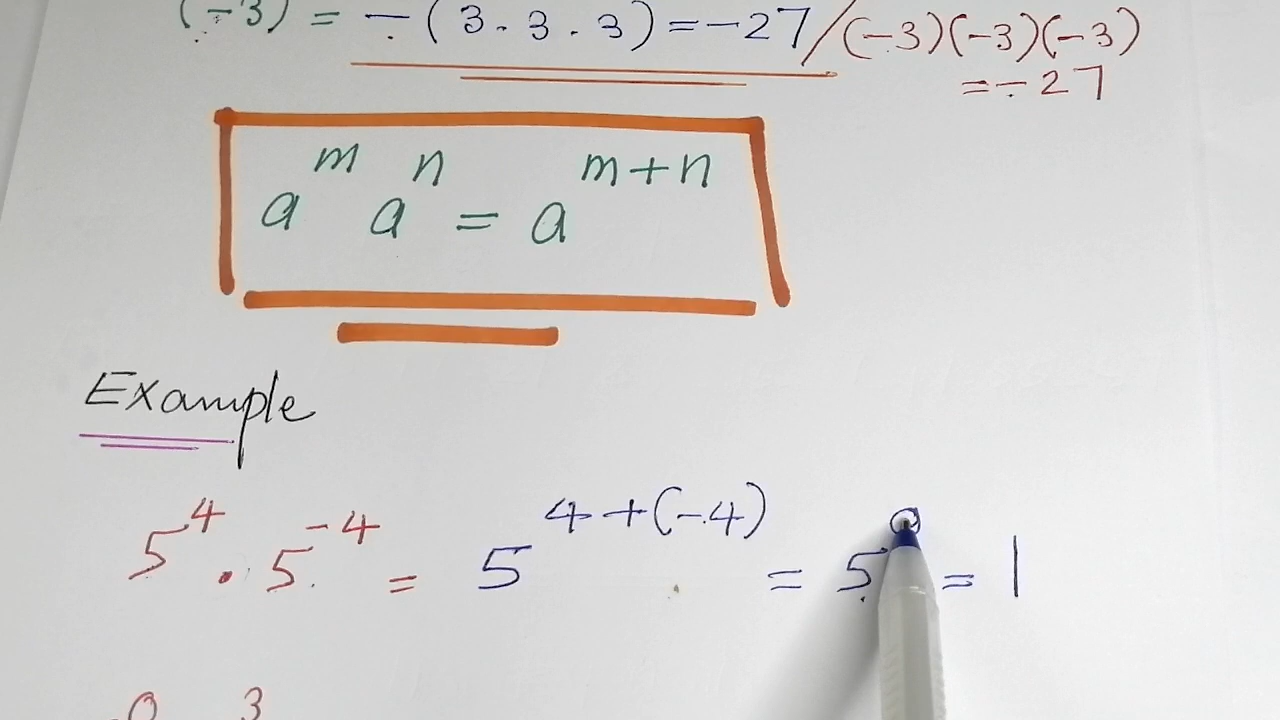 (-3) = -(3.3.3)=-27/(-3)(-3)(-3)
=-27
a^m a^n = a^{m+n}
Example
5^4 . 5^{-4} = 5^{4+(-4)} = 5^0 = 1